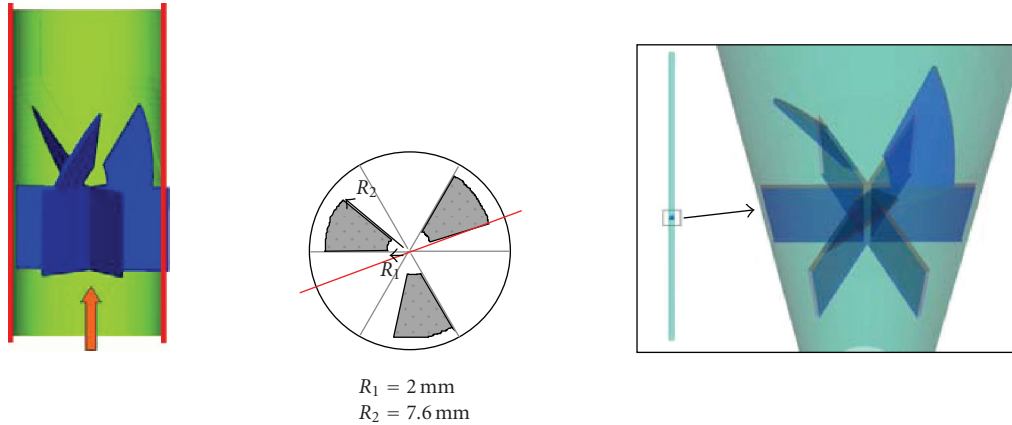 R₂
R₁
R₁ = 2 mm
R₂ = 7.6 mm